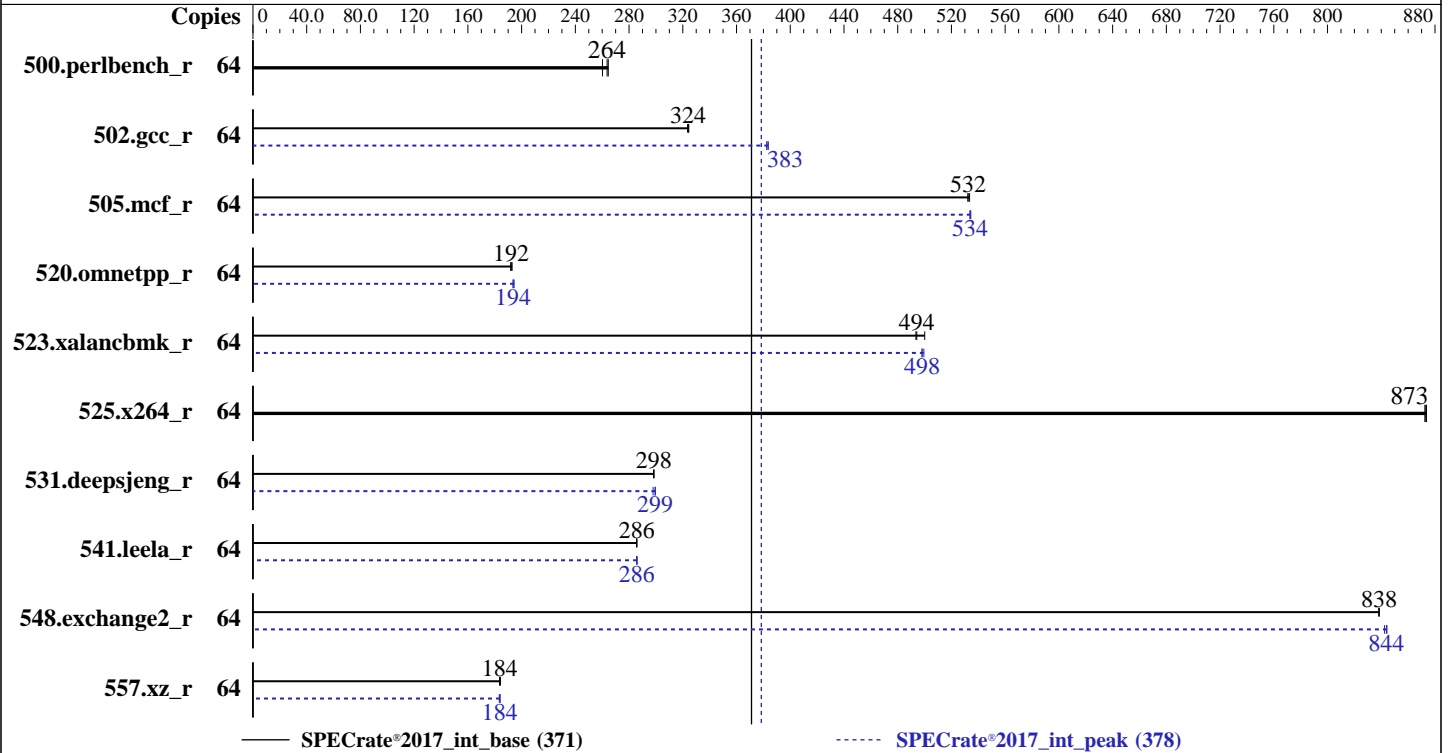 Copies 0 40.0 80.0 120 160 200 240 280 320 360 400 440 480 520 560 600 640 680 720 760 800 880
264
500.perlbench_r 64
324
502.gcc_r 64
383
532
505.mcf_r 64
534
192
520.omnetpp_r 64
194
494
523.xalancbmk_r 64
498
873
525.x264_r 64
298
531.deepsjeng_r 64
299
286
541.leela_r 64
286
838
548.exchange2_r 64
844
184
557.xz_r 64
184
SPECrate®2017_int_base (371) SPECrate®2017_int_peak (378)